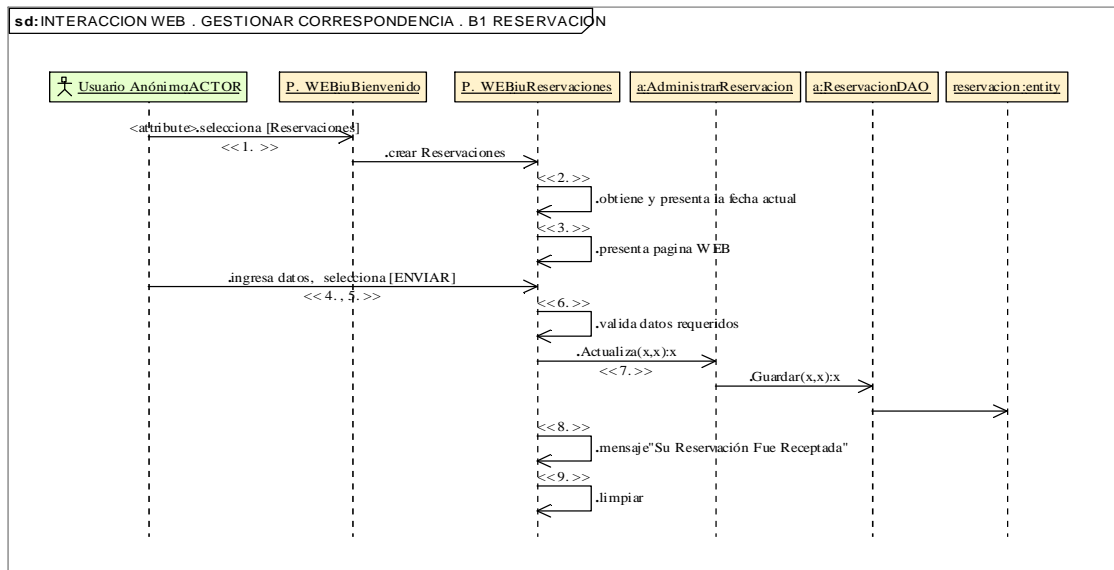 sd:INTERACCION WEB . GESTIONAR CORRESPONDENCIA . B1 RESERVACION
Usuario Anónimo:ACTOR
P. WEBiuBienvenido
P. WEBiuReservaciones
a:AdministrarReservacion
a:ReservacionDAO
reservacion :entity
<attribute>.selecciona [Reservaciones]
<<1. >>
.crear Reservaciones
<<2. >>
.obtiene y presenta la fecha actual
<<3. >>
.presenta pagina WEB
.ingresa datos, selecciona [ENVIAR]
<<4. , 5. >>
<<6. >>
.valida datos requeridos
.Actualiza(x,x):x
<<7. >>
.Guardar(x,x):x
<<8. >>
.mensaje"Su Reservación Fue Receptada"
<<9. >>
.limpiar